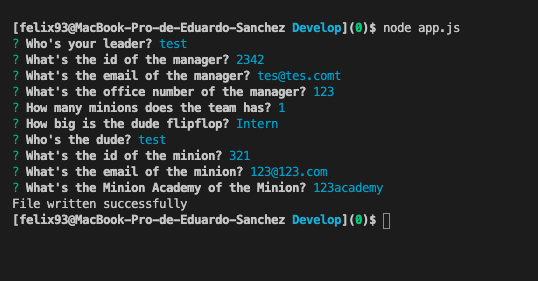 [felix93@MacBook-Pro-de-Eduardo-Sanchez Develop](0)$ node app.js
? Who's your leader? test
? What's the id of the manager? 2342
? What's the email of the manager? tes@tes.comt
? What's the office number of the manager? 123
? How many minions does the team has? 1
? How big is the dude flipflop? Intern
? Who's the dude? test
? What's the id of the minion? 321
? What's the email of the minion? 123@123.com
? What's the Minion Academy of the Minion? 123academy
File written successfully
[felix93@MacBook-Pro-de-Eduardo-Sanchez Develop](0)$